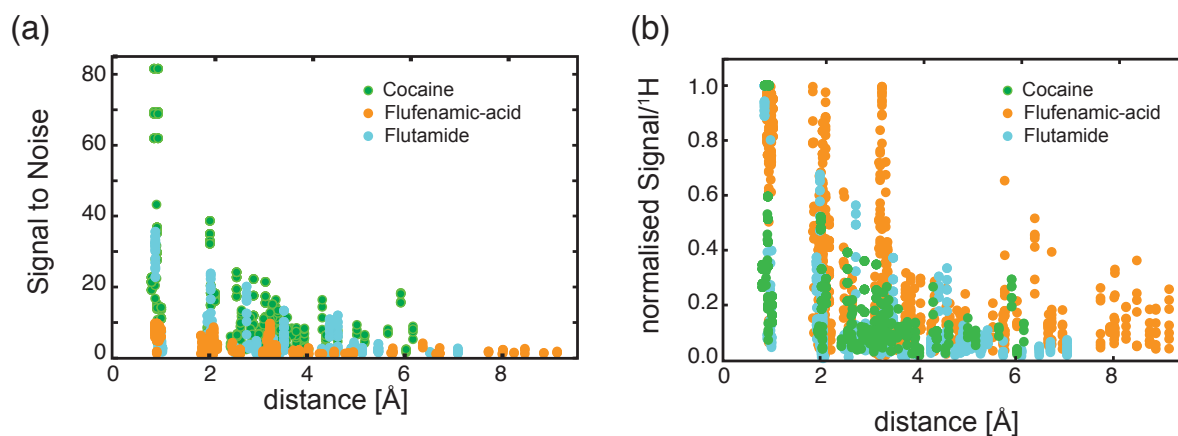 (a)
80
60
40
20
0
Signal to Noise
Cocaine
Flufenamic-acid
Flutamide
0 2 4 6 8
distance [Å]
(b)
1.0
0.8
0.6
0.4
0.2
0.0
normalised Signal/¹H
Cocaine
Flufenamic-acid
Flutamide
0 2 4 6 8
distance [Å]